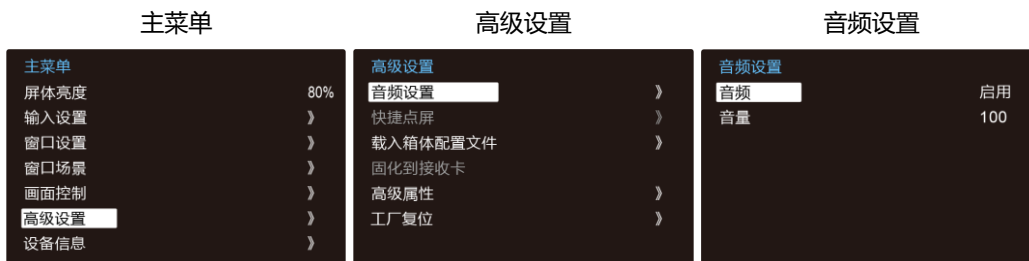 主菜单
主菜单
屏体亮度 80%
输入设置 》
窗口设置 》
窗口场景 》
画面控制 》
高级设置 》
设备信息 》
高级设置
高级设置
音频设置 》
快捷点屏 》
载入箱体配置文件 》
固化到接收卡
高级属性 》
工厂复位 》
音频设置
音频设置
音频 启用
音量 100